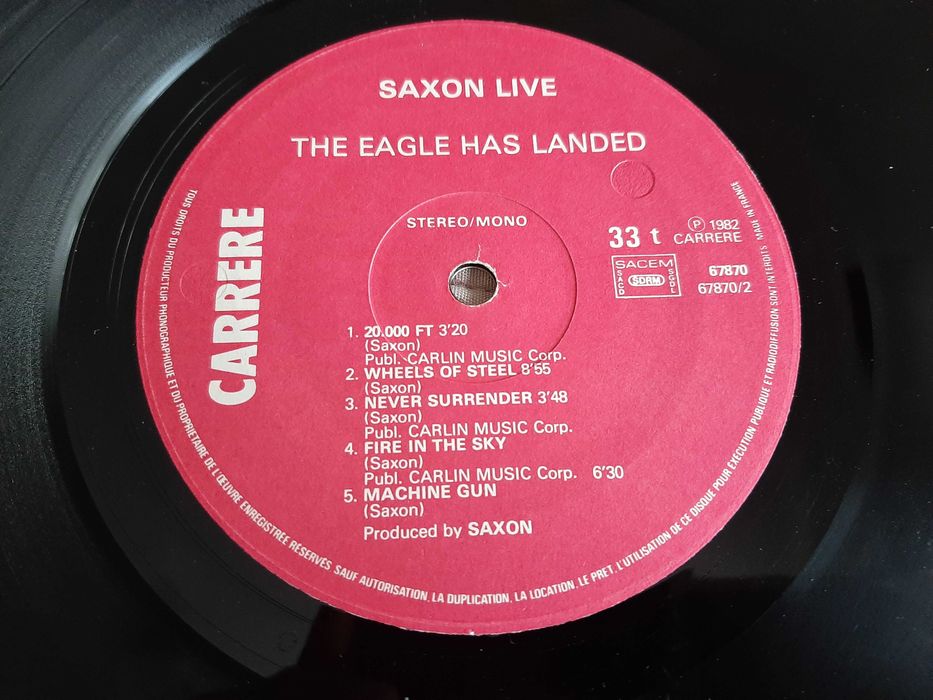 SAXON LIVE
THE EAGLE HAS LANDED
STEREO/MONO
CARRERE
33 t
Ⓟ 1982
CARRERE
SACEM
SACD
SDRM
SGDL
67870
67870/2
1. 20.000 FT 3'20
(Saxon)
Publ. CARLIN MUSIC Corp.
2. WHEELS OF STEEL 8'55
(Saxon)
3. NEVER SURRENDER 3'48
(Saxon)
Publ. CARLIN MUSIC Corp.
4. FIRE IN THE SKY
(Saxon)
Publ. CARLIN MUSIC Corp. 6'30
5. MACHINE GUN
(Saxon)
Produced by SAXON
TOUS DROITS DU PRODUCTEUR PHONOGRAPHIQUE ET DU PROPRIETAIRE DE L'ŒUVRE ENREGISTREE RESERVES. SAUF AUTORISATION, LA DUPLICATION, LA LOCATION, LE PRET, L'UTILISATION DE CE DISQUE POUR EXECUTION PUBLIQUE ET RADIODIFFUSION SONT INTERDITS MADE IN FRANCE